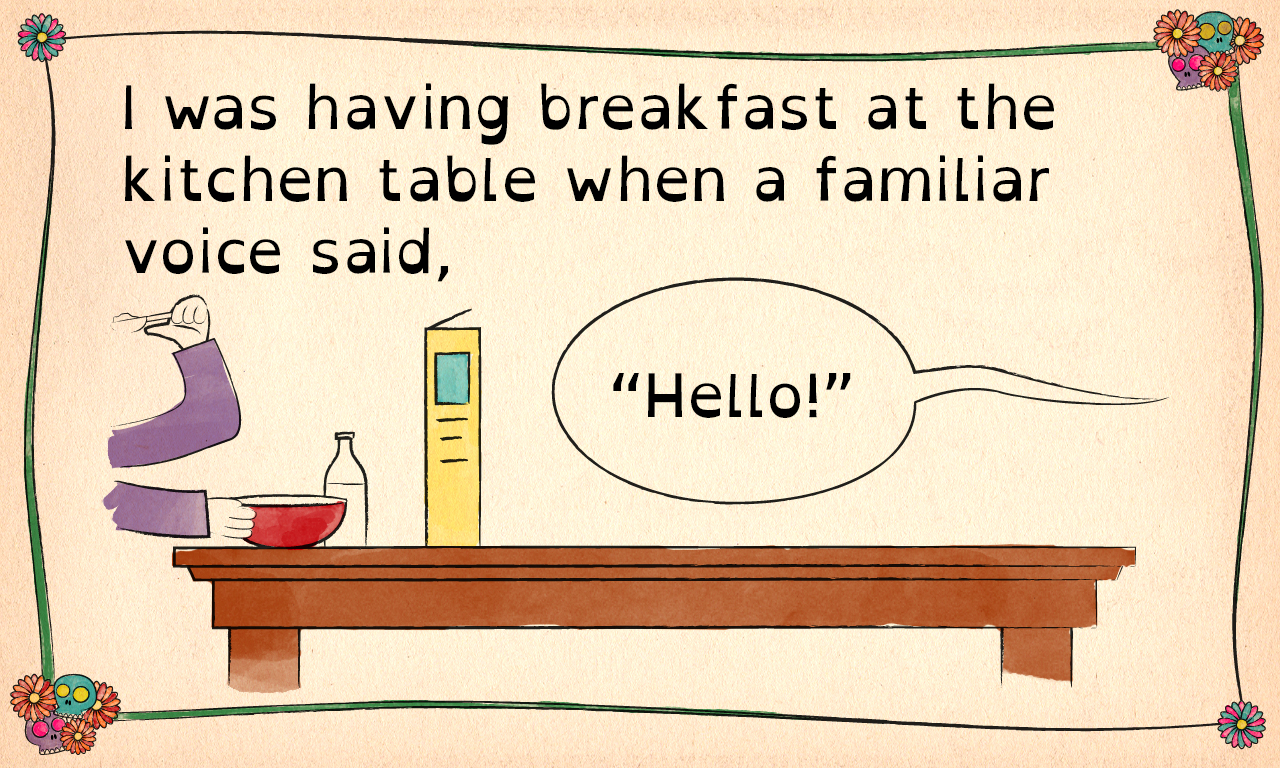 I was having breakfast at the
kitchen table when a familiar
voice said,
“Hello!”